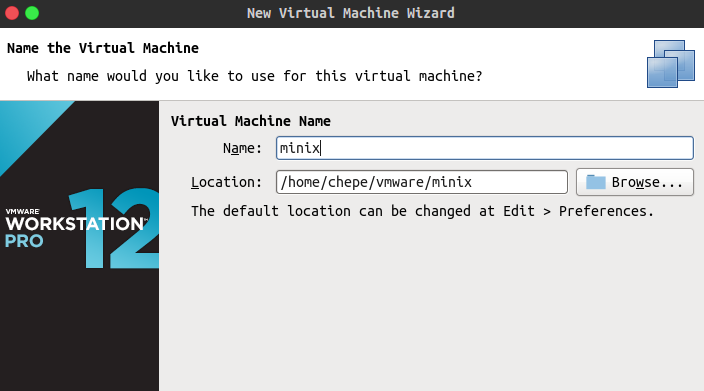 New Virtual Machine Wizard
Name the Virtual Machine
What name would you like to use for this virtual machine?
Virtual Machine Name
Name: minix
Location: /home/chepe/vmware/minix Browse...
The default location can be changed at Edit > Preferences.
VMWARE
WORKSTATION™
PRO
12